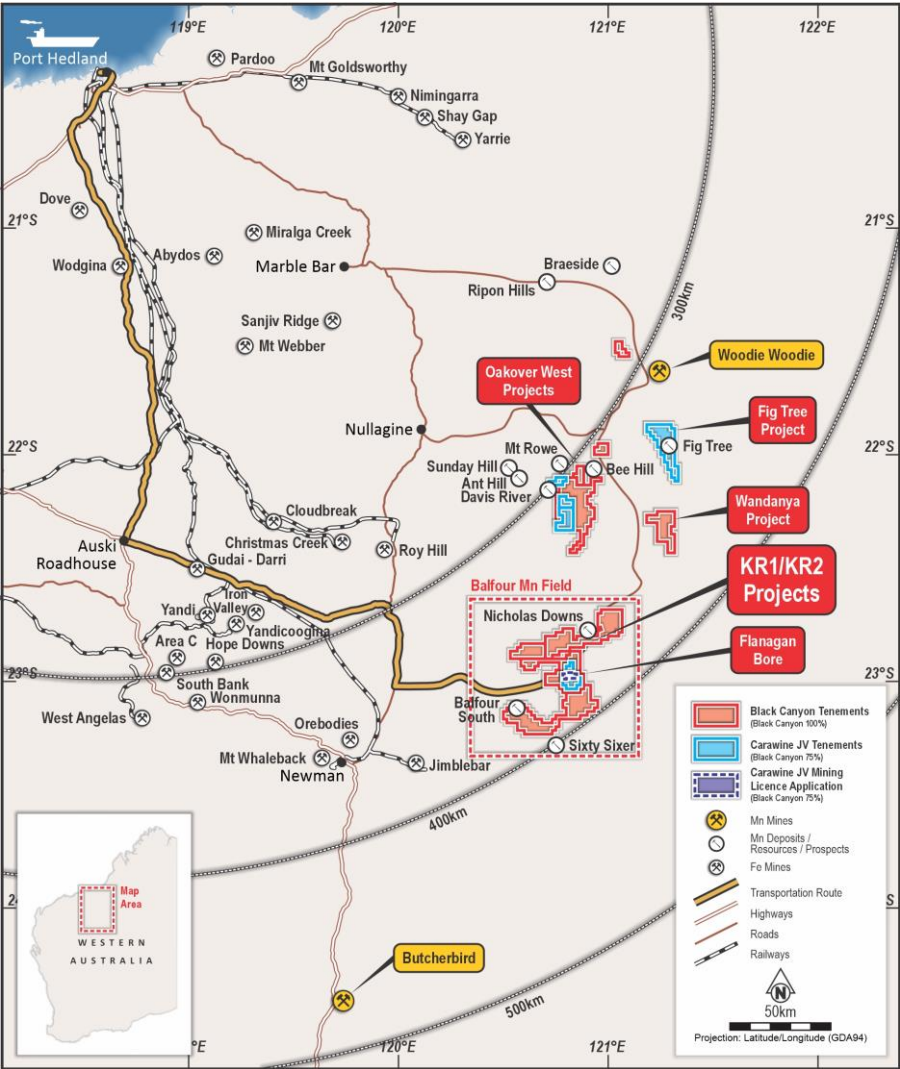 119°E
120°E
121°E
122°E
Port Hedland
Pardoo
Mt Goldsworthy
Nimingarra
Shay Gap
Yarrie
Dove
21°S
21°S
Miralga Creek
Abydos
Wodgina
Marble Bar
Braeside
Ripon Hills
300km
Sanjiv Ridge
Mt Webber
Woodie Woodie
Oakover West
Projects
Fig Tree
Project
Nullagine
Fig Tree
22°S
22°S
Mt Rowe
Sunday Hill
Bee Hill
Ant Hill
Davis River
Wandanya
Project
Cloudbreak
Christmas Creek
Auski
Roadhouse
Roy Hill
Gudai - Darri
KR1/KR2
Projects
Balfour Mn Field
Iron
Valley
Yandi
Nicholas Downs
Yandicoogina
Area C
Hope Downs
Flanagan
Bore
23°S
South Bank
Wonmunna
West Angelas
Balfour
South
Orebodies
Sixty Sixer
Mt Whaleback
Newman
Jimblebar
400km
Black Canyon Tenements
(Black Canyon 100%)
Carawine JV Tenements
(Black Canyon 75%)
Carawine JV Mining
Licence Application
(Black Canyon 75%)
Mn Mines
Mn Deposits /
Resources / Prospects
Fe Mines
Transportation Route
Highways
Roads
Railways
N
50km
Projection: Latitude/Longitude (GDA94)
Map
Area
WESTERN
AUSTRALIA
Butcherbird
500km
°E
120°E
121°E